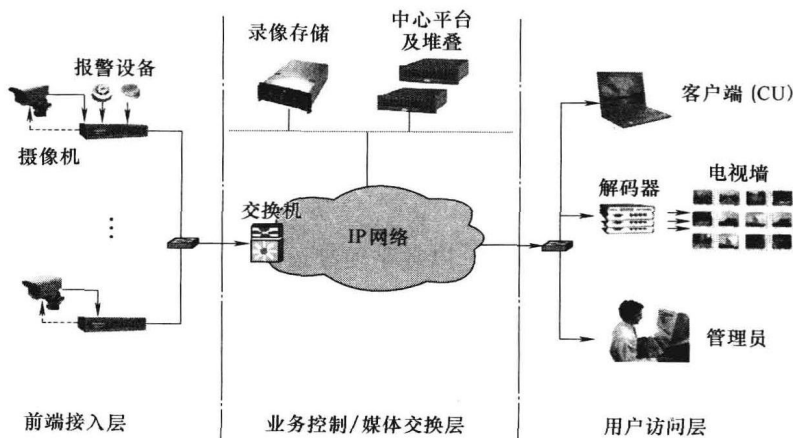 录像存储
中心平台
及堆叠
报警设备
摄像机
交换机
IP网络
客户端 (CU)
解码器
电视墙
管理员
前端接入层
业务控制/媒体交换层
用户访问层